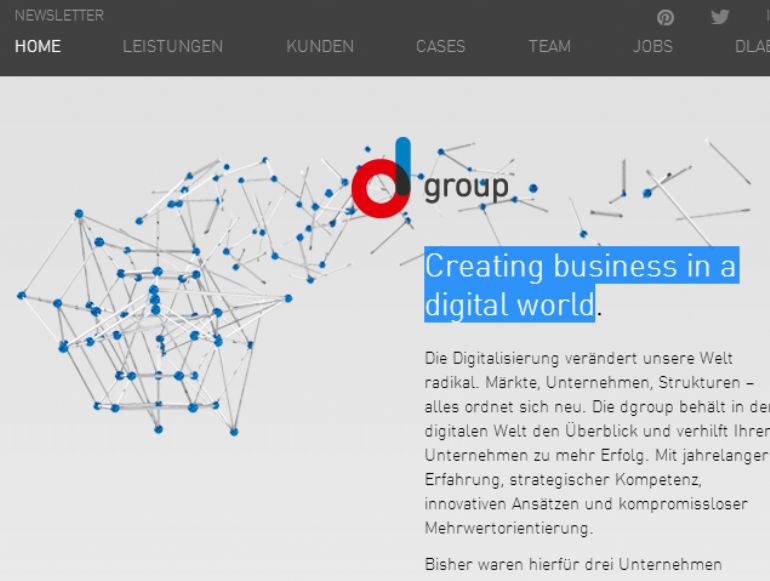 NEWSLETTER
HOME LEISTUNGEN KUNDEN CASES TEAM JOBS
d group
Creating business in a
digital world.
Die Digitalisierung verändert unsere Welt
radikal. Märkte, Unternehmen, Strukturen –
alles ordnet sich neu. Die dgroup behält in der
digitalen Welt den Überblick und verhilft Ihrem
Unternehmen zu mehr Erfolg. Mit jahrelanger
Erfahrung, strategischer Kompetenz,
innovativen Ansätzen und kompromissloser
Mehrwertorientierung.
Bisher waren hierfür drei Unternehmen